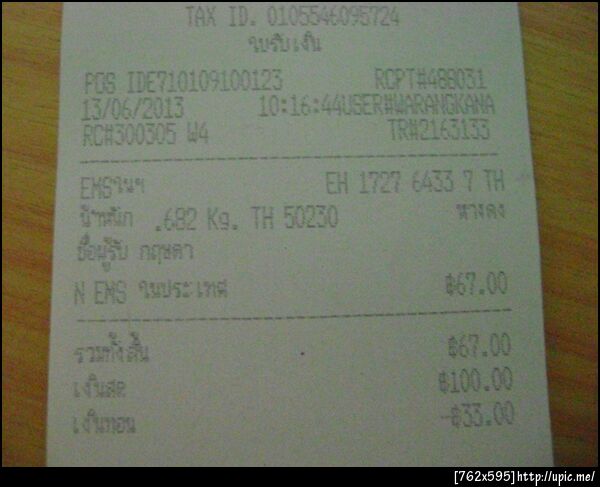 TAX ID. 0105546095724
ใบรับเงิน
POS IDE710109100123 RCPT#488031
13/06/2013 10:16:44USER#WARANGKANA
RC#300305 W4 TR#2163133
EMSในฯ EH 1727 6433 7 TH
น้ำหนัก .682 Kg. TH 50230 หางดง
ชื่อผู้รับ กฤษดา
N EMS ในประเทศ ฿67.00
รวมทั้งสิ้น ฿67.00
เงินสด ฿100.00
เงินทอน -฿33.00
[762x595]http://upic.me/